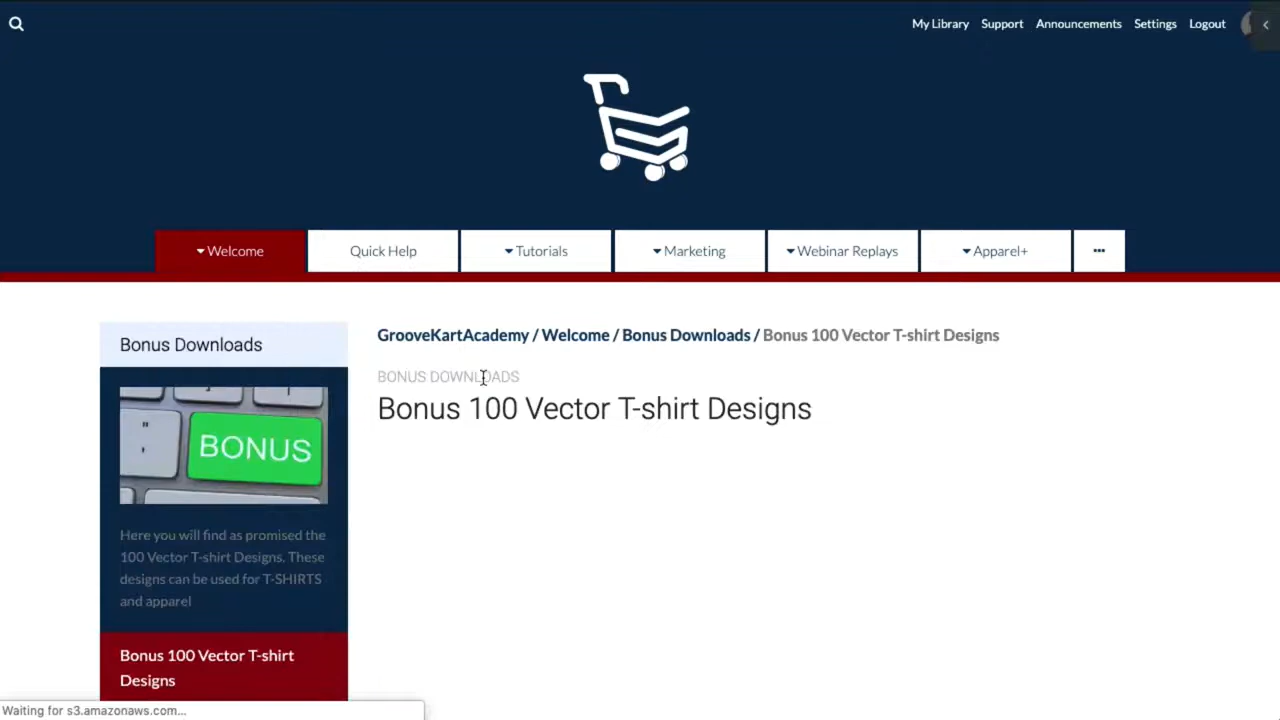 My Library Support Announcements Settings Logout
Welcome Quick Help Tutorials Marketing Webinar Replays Apparel+ •••
Bonus Downloads
BONUS
Here you will find as promised the
100 Vector T-shirt Designs. These
designs can be used for T-SHIRTS
and apparel
Bonus 100 Vector T-shirt
Designs
GrooveKartAcademy / Welcome / Bonus Downloads / Bonus 100 Vector T-shirt Designs
BONUS DOWNLOADS
Bonus 100 Vector T-shirt Designs
Waiting for s3.amazonaws.com...